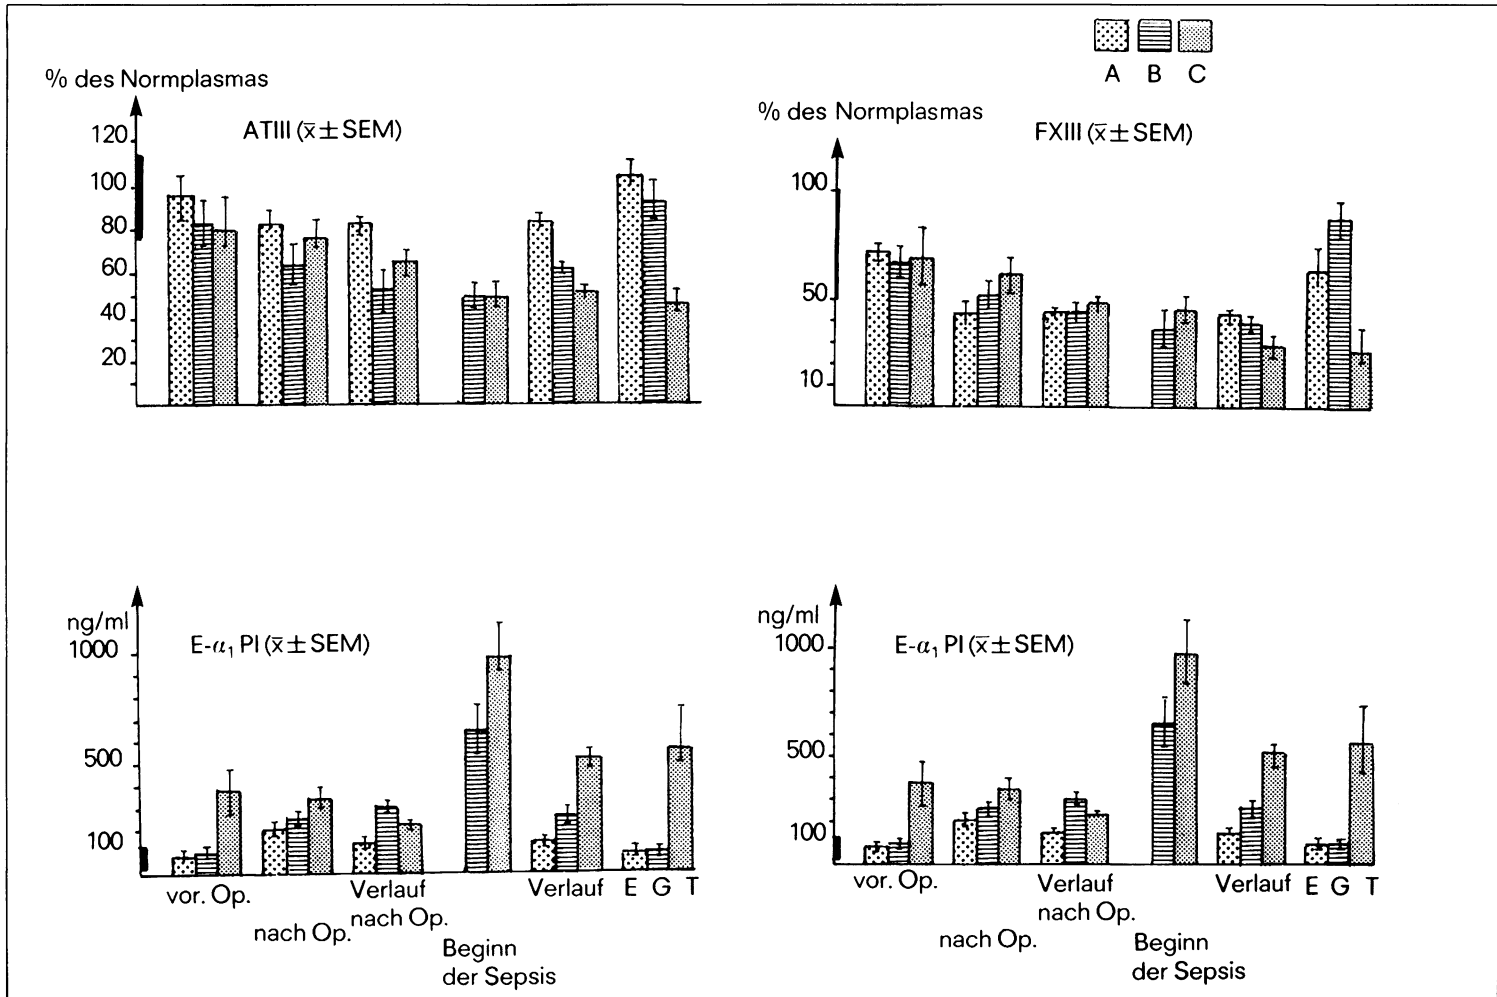 A B C
% des Normplasmas
ATIII (x̄ ± SEM)
120
100
80
60
40
20
% des Normplasmas
FXIII (x̄ ± SEM)
100
50
10
ng/ml
E-α₁ PI (x̄ ± SEM)
1000
500
100
vor. Op.
nach Op.
Verlauf
nach Op.
Beginn
der Sepsis
Verlauf
E G T
ng/ml
E-α₁ PI (x̄ ± SEM)
1000
500
100
vor. Op.
nach Op.
Verlauf
nach Op.
Beginn
der Sepsis
Verlauf
E G T